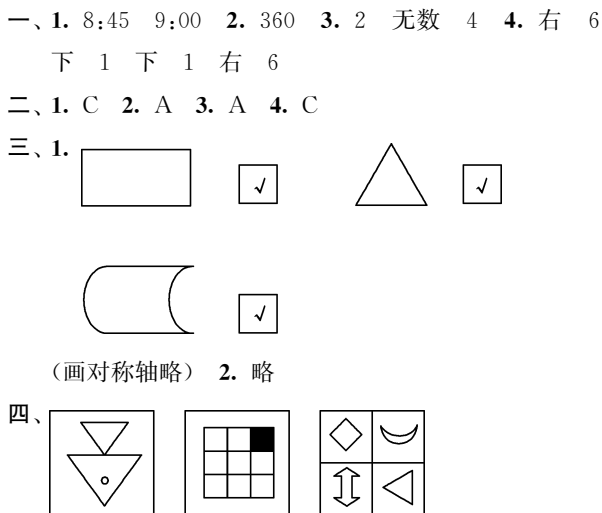 一、1. 8:45 9:00 2. 360 3. 2 无数 4 4. 右 6
下 1 下 1 右 6
二、1. C 2. A 3. A 4. C
三、1. √ √
√
(画对称轴略) 2. 略
四、